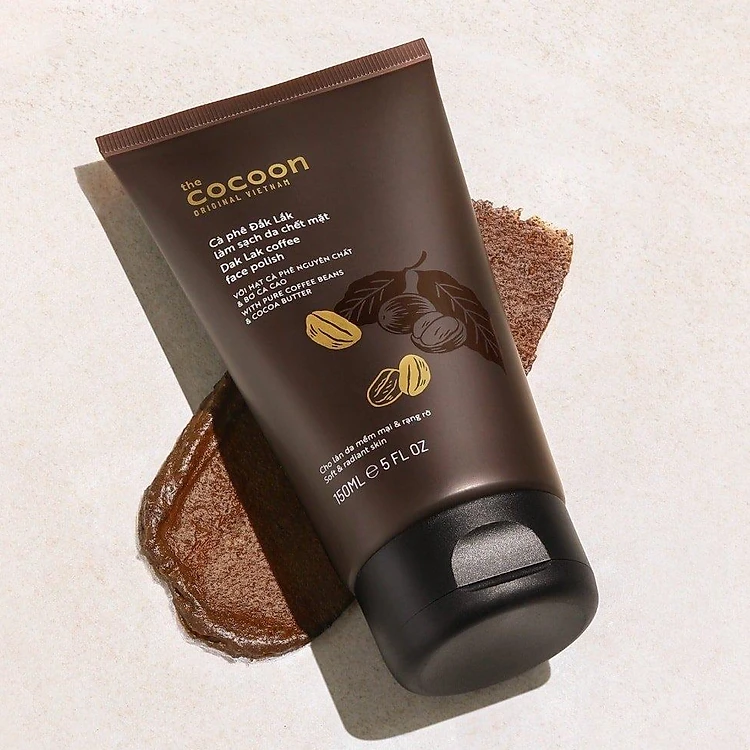 the
cocoon
ORIGINAL VIETNAM
Cà phê Đắk Lắk
làm sạch da chết mặt
Dak Lak coffee
face polish
VỚI HẠT CÀ PHÊ NGUYÊN CHẤT
& BƠ CA CAO
WITH PURE COFFEE BEANS
& COCOA BUTTER
Cho làn da mềm mại & rạng rỡ
Soft & radiant skin
150ML ℮ 5 FL OZ